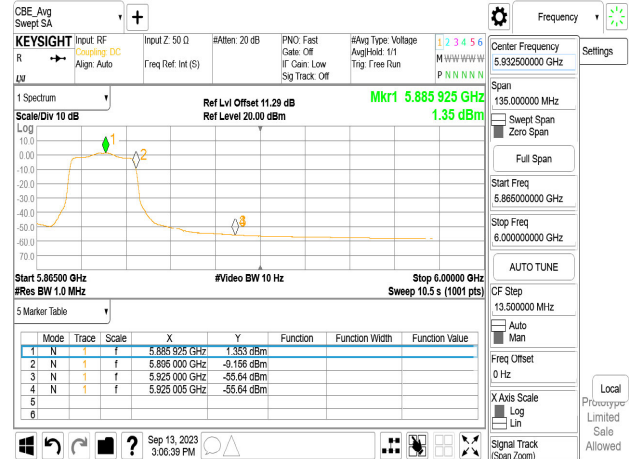 CBE_Avg
Swept SA
Frequency
KEYSIGHT
R
Input: RF
Coupling: DC
Align: Auto
Input Z: 50 Ω
Freq Ref: Int (S)
#Atten: 20 dB
PNO: Fast
Gate: Off
IF Gain: Low
Sig Track: Off
#Avg Type: Voltage
Avg|Hold: 1/1
Trig: Free Run
1 2 3 4 5 6
M W W W W W
P N N N N N
Center Frequency
5.932500000 GHz
Settings
Span
135.000000 MHz
Swept Span
Zero Span
Full Span
Start Freq
5.865000000 GHz
Stop Freq
6.000000000 GHz
AUTO TUNE
CF Step
13.500000 MHz
Auto
Man
Freq Offset
0 Hz
X Axis Scale
Log
Lin
Signal Track
(Span Zoom)
Local
Prototype
Limited
Sale
Allowed
1 Spectrum
Scale/Div 10 dB
Log
Ref Lvl Offset 11.29 dB
Ref Level 20.00 dBm
Mkr1 5.885 925 GHz
1.35 dBm
10.0
0.00
-10.0
-20.0
-30.0
-40.0
-50.0
-60.0
-70.0
1
2
Start 5.86500 GHz
#Res BW 1.0 MHz
#Video BW 10 Hz
Stop 6.00000 GHz
Sweep 10.5 s (1001 pts)
5 Marker Table
Mode Trace Scale X Y Function Function Width Function Value
1 N 1 f 5.885 925 GHz 1.353 dBm
2 N 1 f 5.895 000 GHz -9.156 dBm
3 N 1 f 5.925 000 GHz -55.64 dBm
4 N 1 f 5.925 005 GHz -55.64 dBm
5
6
?
Sep 13, 2023
3:06:39 PM